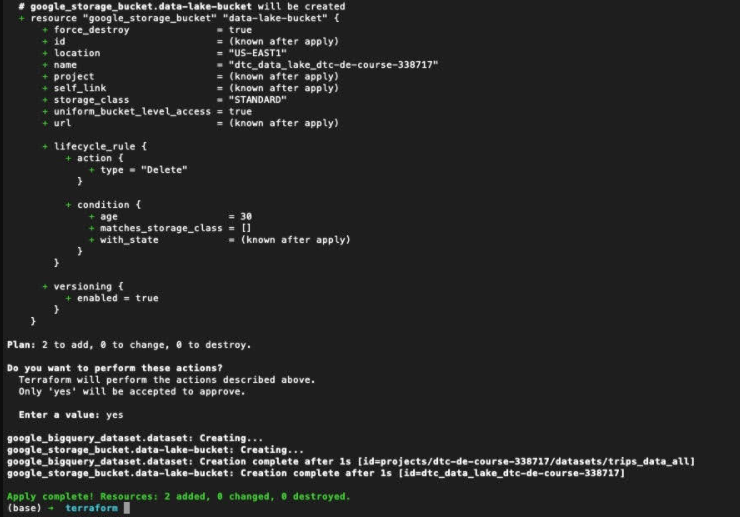 # google_storage_bucket.data-lake-bucket will be created
+ resource "google_storage_bucket" "data-lake-bucket" {
+ force_destroy = true
+ id = (known after apply)
+ location = "US-EAST1"
+ name = "dtc_data_lake_dtc-de-course-338717"
+ project = (known after apply)
+ self_link = (known after apply)
+ storage_class = "STANDARD"
+ uniform_bucket_level_access = true
+ url = (known after apply)
+ lifecycle_rule {
+ action {
+ type = "Delete"
}
+ condition {
+ age = 30
+ matches_storage_class = []
+ with_state = (known after apply)
}
}
+ versioning {
+ enabled = true
}
}
Plan: 2 to add, 0 to change, 0 to destroy.
Do you want to perform these actions?
Terraform will perform the actions described above.
Only 'yes' will be accepted to approve.
Enter a value: yes
google_bigquery_dataset.dataset: Creating...
google_storage_bucket.data-lake-bucket: Creating...
google_bigquery_dataset.dataset: Creation complete after 1s [id=projects/dtc-de-course-338717/datasets/trips_data_all]
google_storage_bucket.data-lake-bucket: Creation complete after 1s [id=dtc_data_lake_dtc-de-course-338717]
Apply complete! Resources: 2 added, 0 changed, 0 destroyed.
(base) → terraform